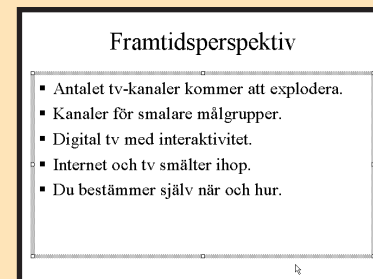 Framtidsperspektiv
▪ Antalet tv-kanaler kommer att explodera.
▪ Kanaler för smalare målgrupper.
▪ Digital tv med interaktivitet.
▪ Internet och tv smälter ihop.
▪ Du bestämmer själv när och hur.